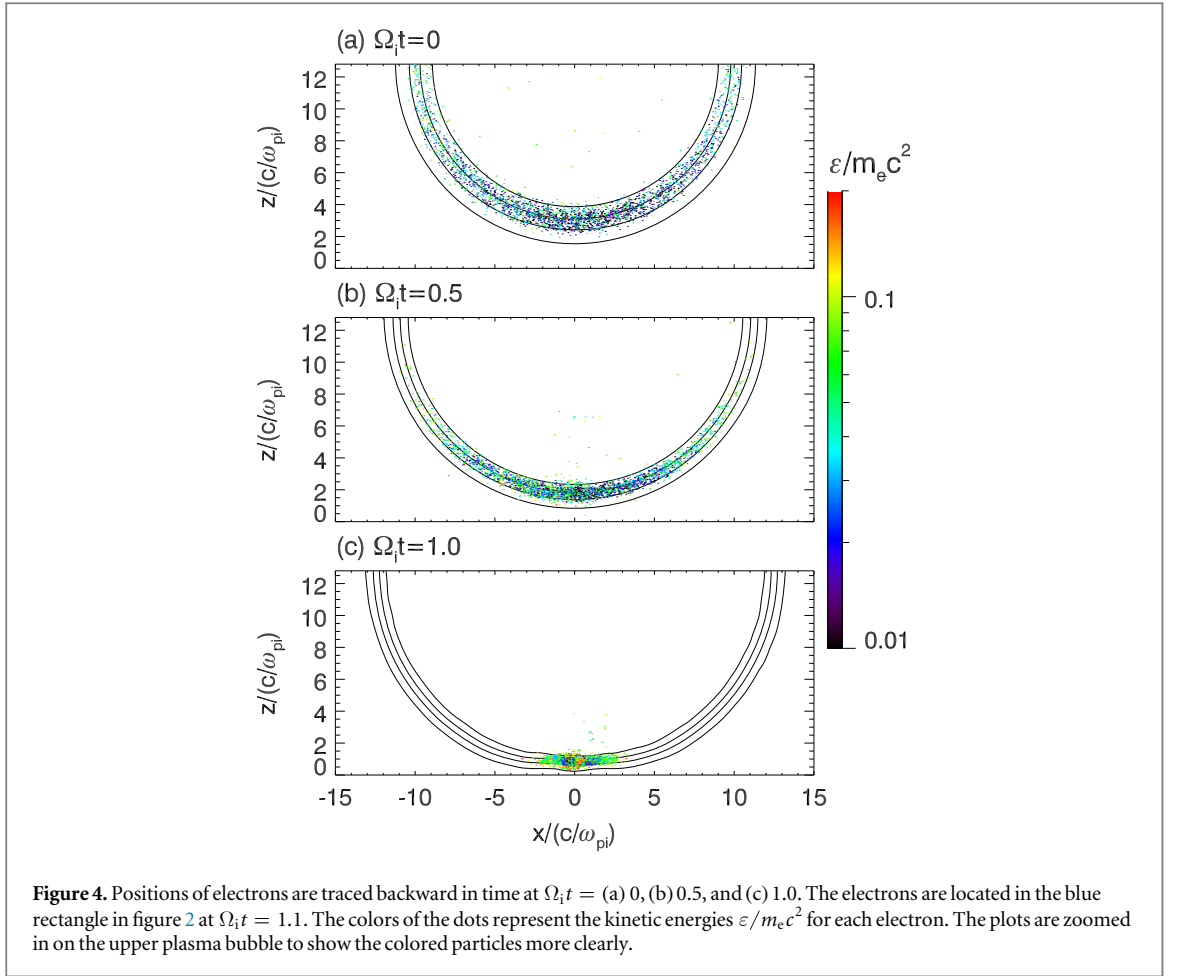 (a) Ωᵢt=0
12
10
8
6
4
2
0
z/(c/ωₚᵢ)
ε/mₑc²
0.1
0.01
(b) Ωᵢt=0.5
12
10
8
6
4
2
0
z/(c/ωₚᵢ)
(c) Ωᵢt=1.0
12
10
8
6
4
2
0
z/(c/ωₚᵢ)
-15 -10 -5 0 5 10 15
x/(c/ωₚᵢ)
Figure 4. Positions of electrons are traced backward in time at Ωᵢt = (a) 0, (b) 0.5, and (c) 1.0. The electrons are located in the blue
rectangle in figure 2 at Ωᵢt = 1.1. The colors of the dots represent the kinetic energies ε/mₑc² for each electron. The plots are zoomed
in on the upper plasma bubble to show the colored particles more clearly.